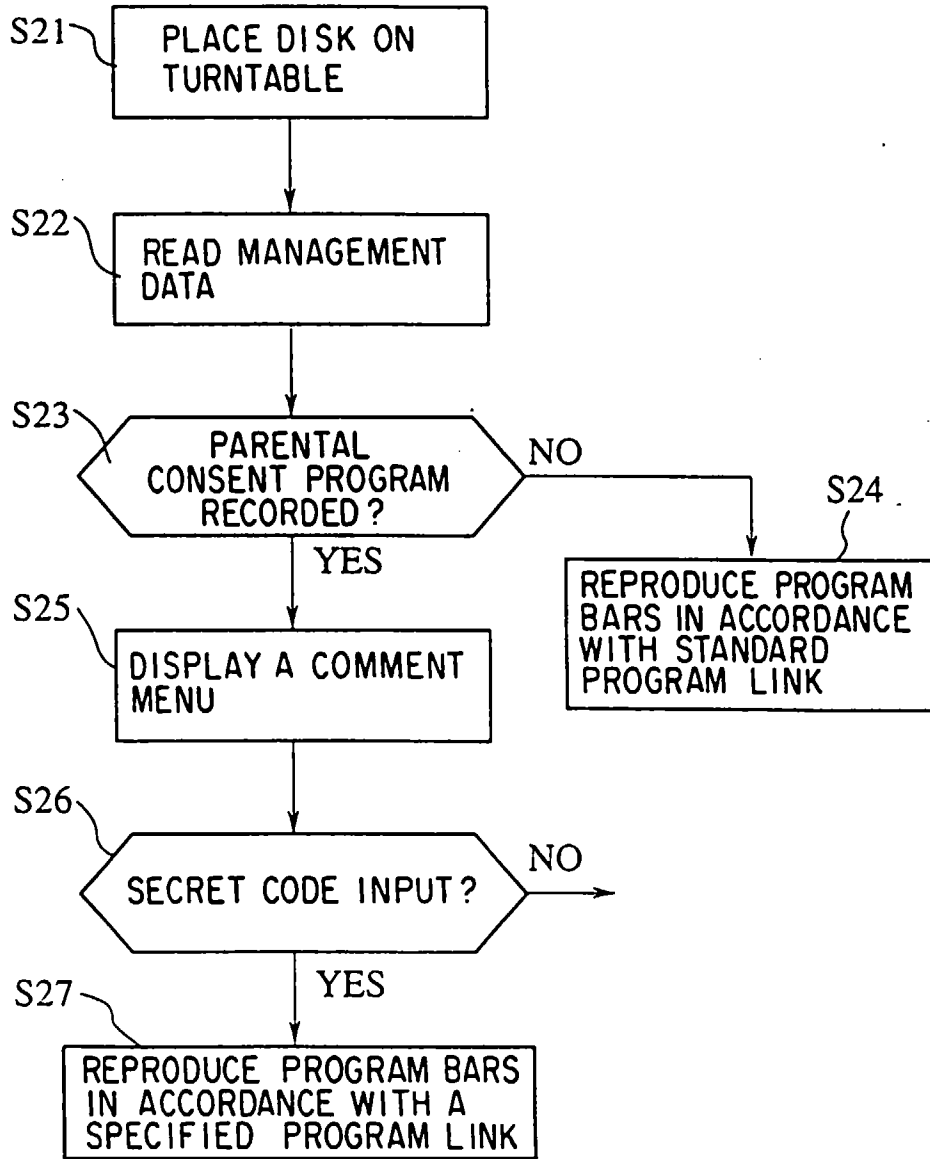 S21
PLACE DISK ON
TURNTABLE
S22
READ MANAGEMENT
DATA
S23
PARENTAL
CONSENT PROGRAM
RECORDED?
NO
YES
S24
REPRODUCE PROGRAM
BARS IN ACCORDANCE
WITH STANDARD
PROGRAM LINK
S25
DISPLAY A COMMENT
MENU
S26
SECRET CODE INPUT?
NO
YES
S27
REPRODUCE PROGRAM BARS
IN ACCORDANCE WITH A
SPECIFIED PROGRAM LINK